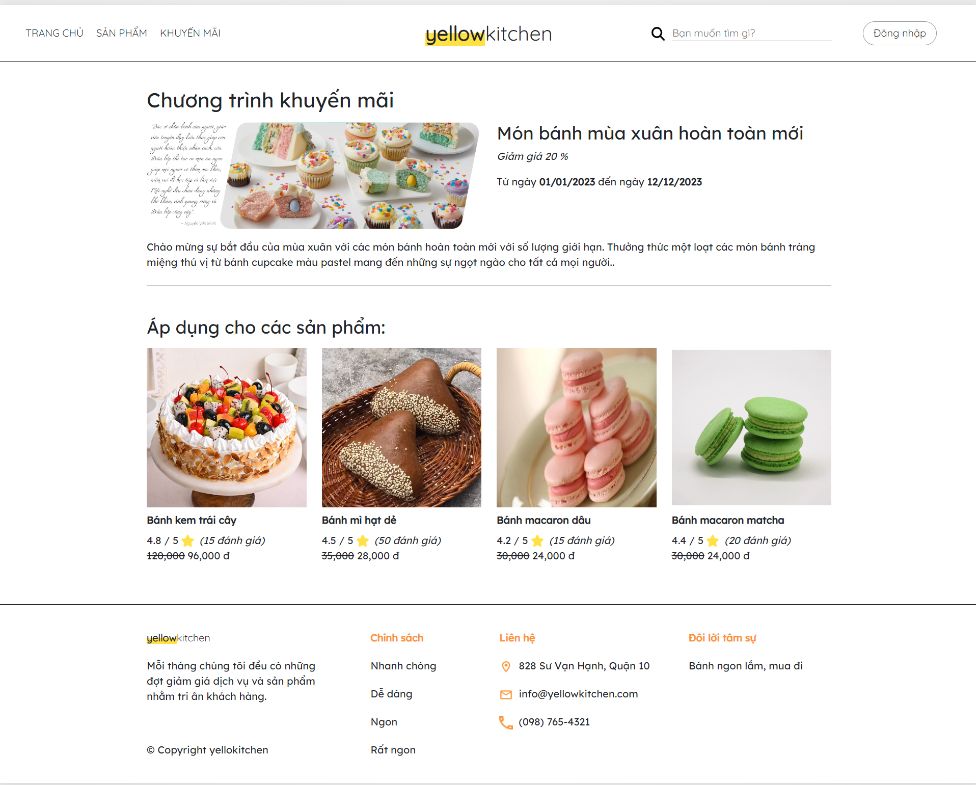 TRANG CHỦ SẢN PHẨM KHUYẾN MÃI
yellowkitchen
Bạn muốn tìm gì?
Đăng nhập
Chương trình khuyến mãi
Món bánh mùa xuân hoàn toàn mới
Giảm giá 20 %
Từ ngày 01/01/2023 đến ngày 12/12/2023
Chào mừng sự bắt đầu của mùa xuân với các món bánh hoàn toàn mới với số lượng giới hạn. Thưởng thức một loạt các món bánh tráng
miệng thú vị từ bánh cupcake màu pastel mang đến những sự ngọt ngào cho tất cả mọi người..
Áp dụng cho các sản phẩm:
Bánh kem trái cây
4.8 / 5 (15 đánh giá)
120,000 96,000 đ
Bánh mì hạt dẻ
4.5 / 5 (50 đánh giá)
35,000 28,000 đ
Bánh macaron dâu
4.2 / 5 (15 đánh giá)
30,000 24,000 đ
Bánh macaron matcha
4.4 / 5 (20 đánh giá)
30,000 24,000 đ
yellowkitchen
Mỗi tháng chúng tôi đều có những
đợt giảm giá dịch vụ và sản phẩm
nhằm tri ân khách hàng.
© Copyright yellokitchen
Chính sách
Nhanh chóng
Dễ dàng
Ngon
Rất ngon
Liên hệ
828 Sư Vạn Hạnh, Quận 10
info@yellowkitchen.com
(098) 765-4321
Đôi lời tâm sự
Bánh ngon lắm, mua đi